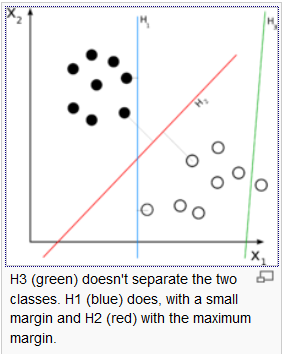 X2
H1
H3
H2
X1
H3 (green) doesn't separate the two
classes. H1 (blue) does, with a small
margin and H2 (red) with the maximum
margin.